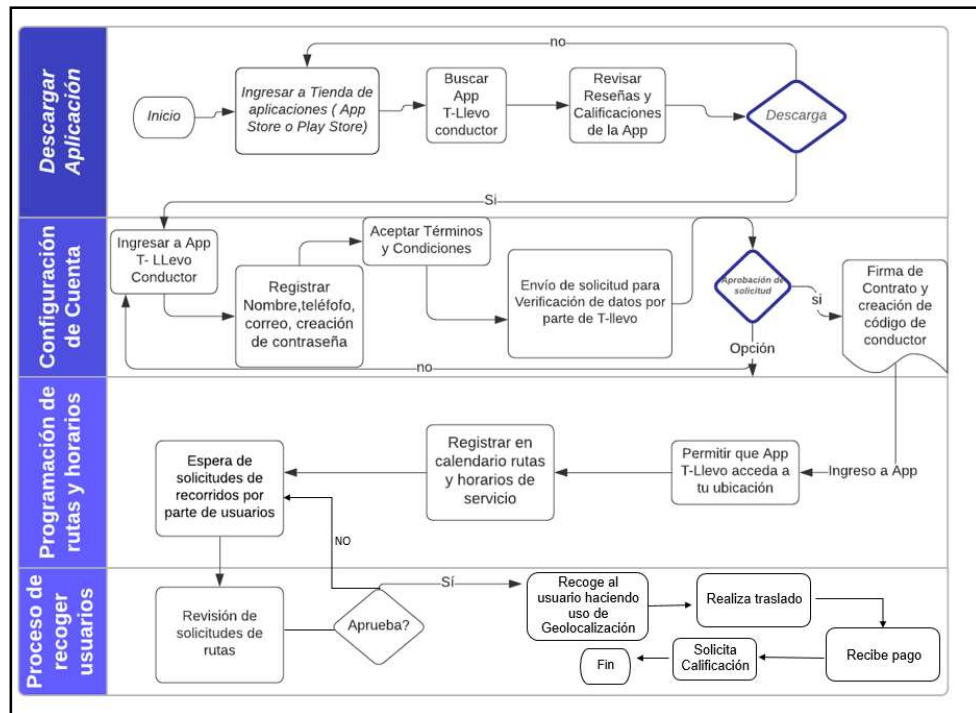 Descargar
Aplicación
Inicio
Ingresar a Tienda de
aplicaciones ( App
Store o Play Store)
Buscar
App
T-Llevo
conductor
Revisar
Reseñas y
Calificaciones
de la App
no
Descarga
Si
Configuración
de Cuenta
Ingresar a App
T- LLevo
Conductor
Registrar
Nombre,teléfofo,
correo, creación
de contraseña
Aceptar Términos
y Condiciones
Envío de solicitud para
Verificación de datos por
parte de T-llevo
Aprobación de
solicitud
si
Opción
no
Firma de
Contrato y
creación de
código de
conductor
Programación de
rutas y horarios
Ingreso a App
Permitir que App
T-Llevo acceda a
tu ubicación
Registrar en
calendario rutas
y horarios de
servicio
Espera de
solicitudes de
recorridos por
parte de usuarios
NO
Proceso de
recoger
usuarios
Revisión de
solicitudes de
rutas
Aprueba?
Sí
Recoge al
usuario haciendo
uso de
Geolocalización
Realiza traslado
Recibe pago
Solicita
Calificación
Fin